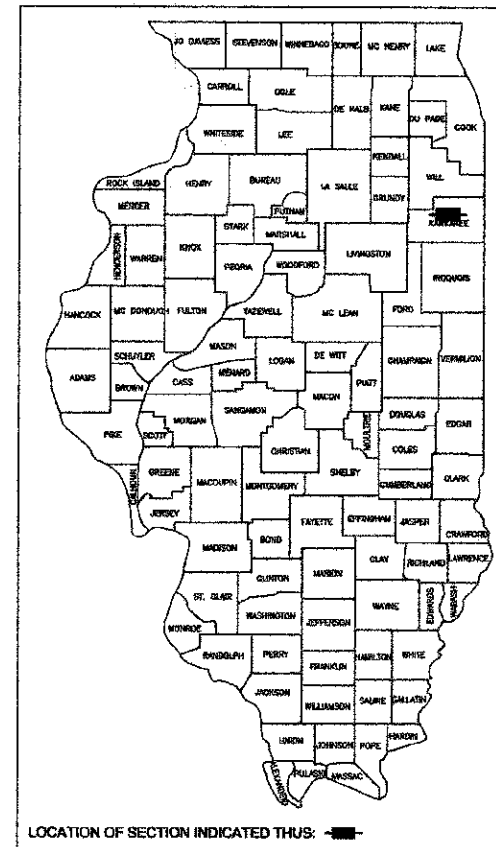 JO DAVIESS STEVENSON WINNEBAGO BOONE MC HENRY LAKE
CARROLL OGLE DE KALB KANE DU PAGE COOK
WHITESIDE LEE KENDALL WILL
ROCK ISLAND HENRY BUREAU LA SALLE GRUNDY
MERCER PUTNAM KANKAKEE
HENDERSON WARREN KNOX STARK MARSHALL LIVINGSTON
PEORIA WOODFORD IROQUOIS
HANCOCK MC DONOUGH FULTON TAZEWELL MC LEAN FORD
MASON
SCHUYLER LOGAN DE WITT CHAMPAIGN VERMILION
ADAMS BROWN CASS MENARD PIATT
MACON
MORGAN SANGAMON DOUGLAS
PIKE SCOTT MOULTRIE EDGAR
CHRISTIAN COLES
CALHOUN GREENE MACOUPIN MONTGOMERY SHELBY CUMBERLAND CLARK
JERSEY FAYETTE EFFINGHAM JASPER
CRAWFORD
MADISON BOND CLAY RICHLAND LAWRENCE
CLINTON MARION
ST. CLAIR WAYNE EDWARDS WABASH
WASHINGTON JEFFERSON
MONROE
RANDOLPH PERRY HAMILTON WHITE
FRANKLIN
JACKSON WILLIAMSON SALINE GALLATIN
HARDIN
JOHNSON POPE
ALEXANDER PULASKI MASSAC
LOCATION OF SECTION INDICATED THUS: